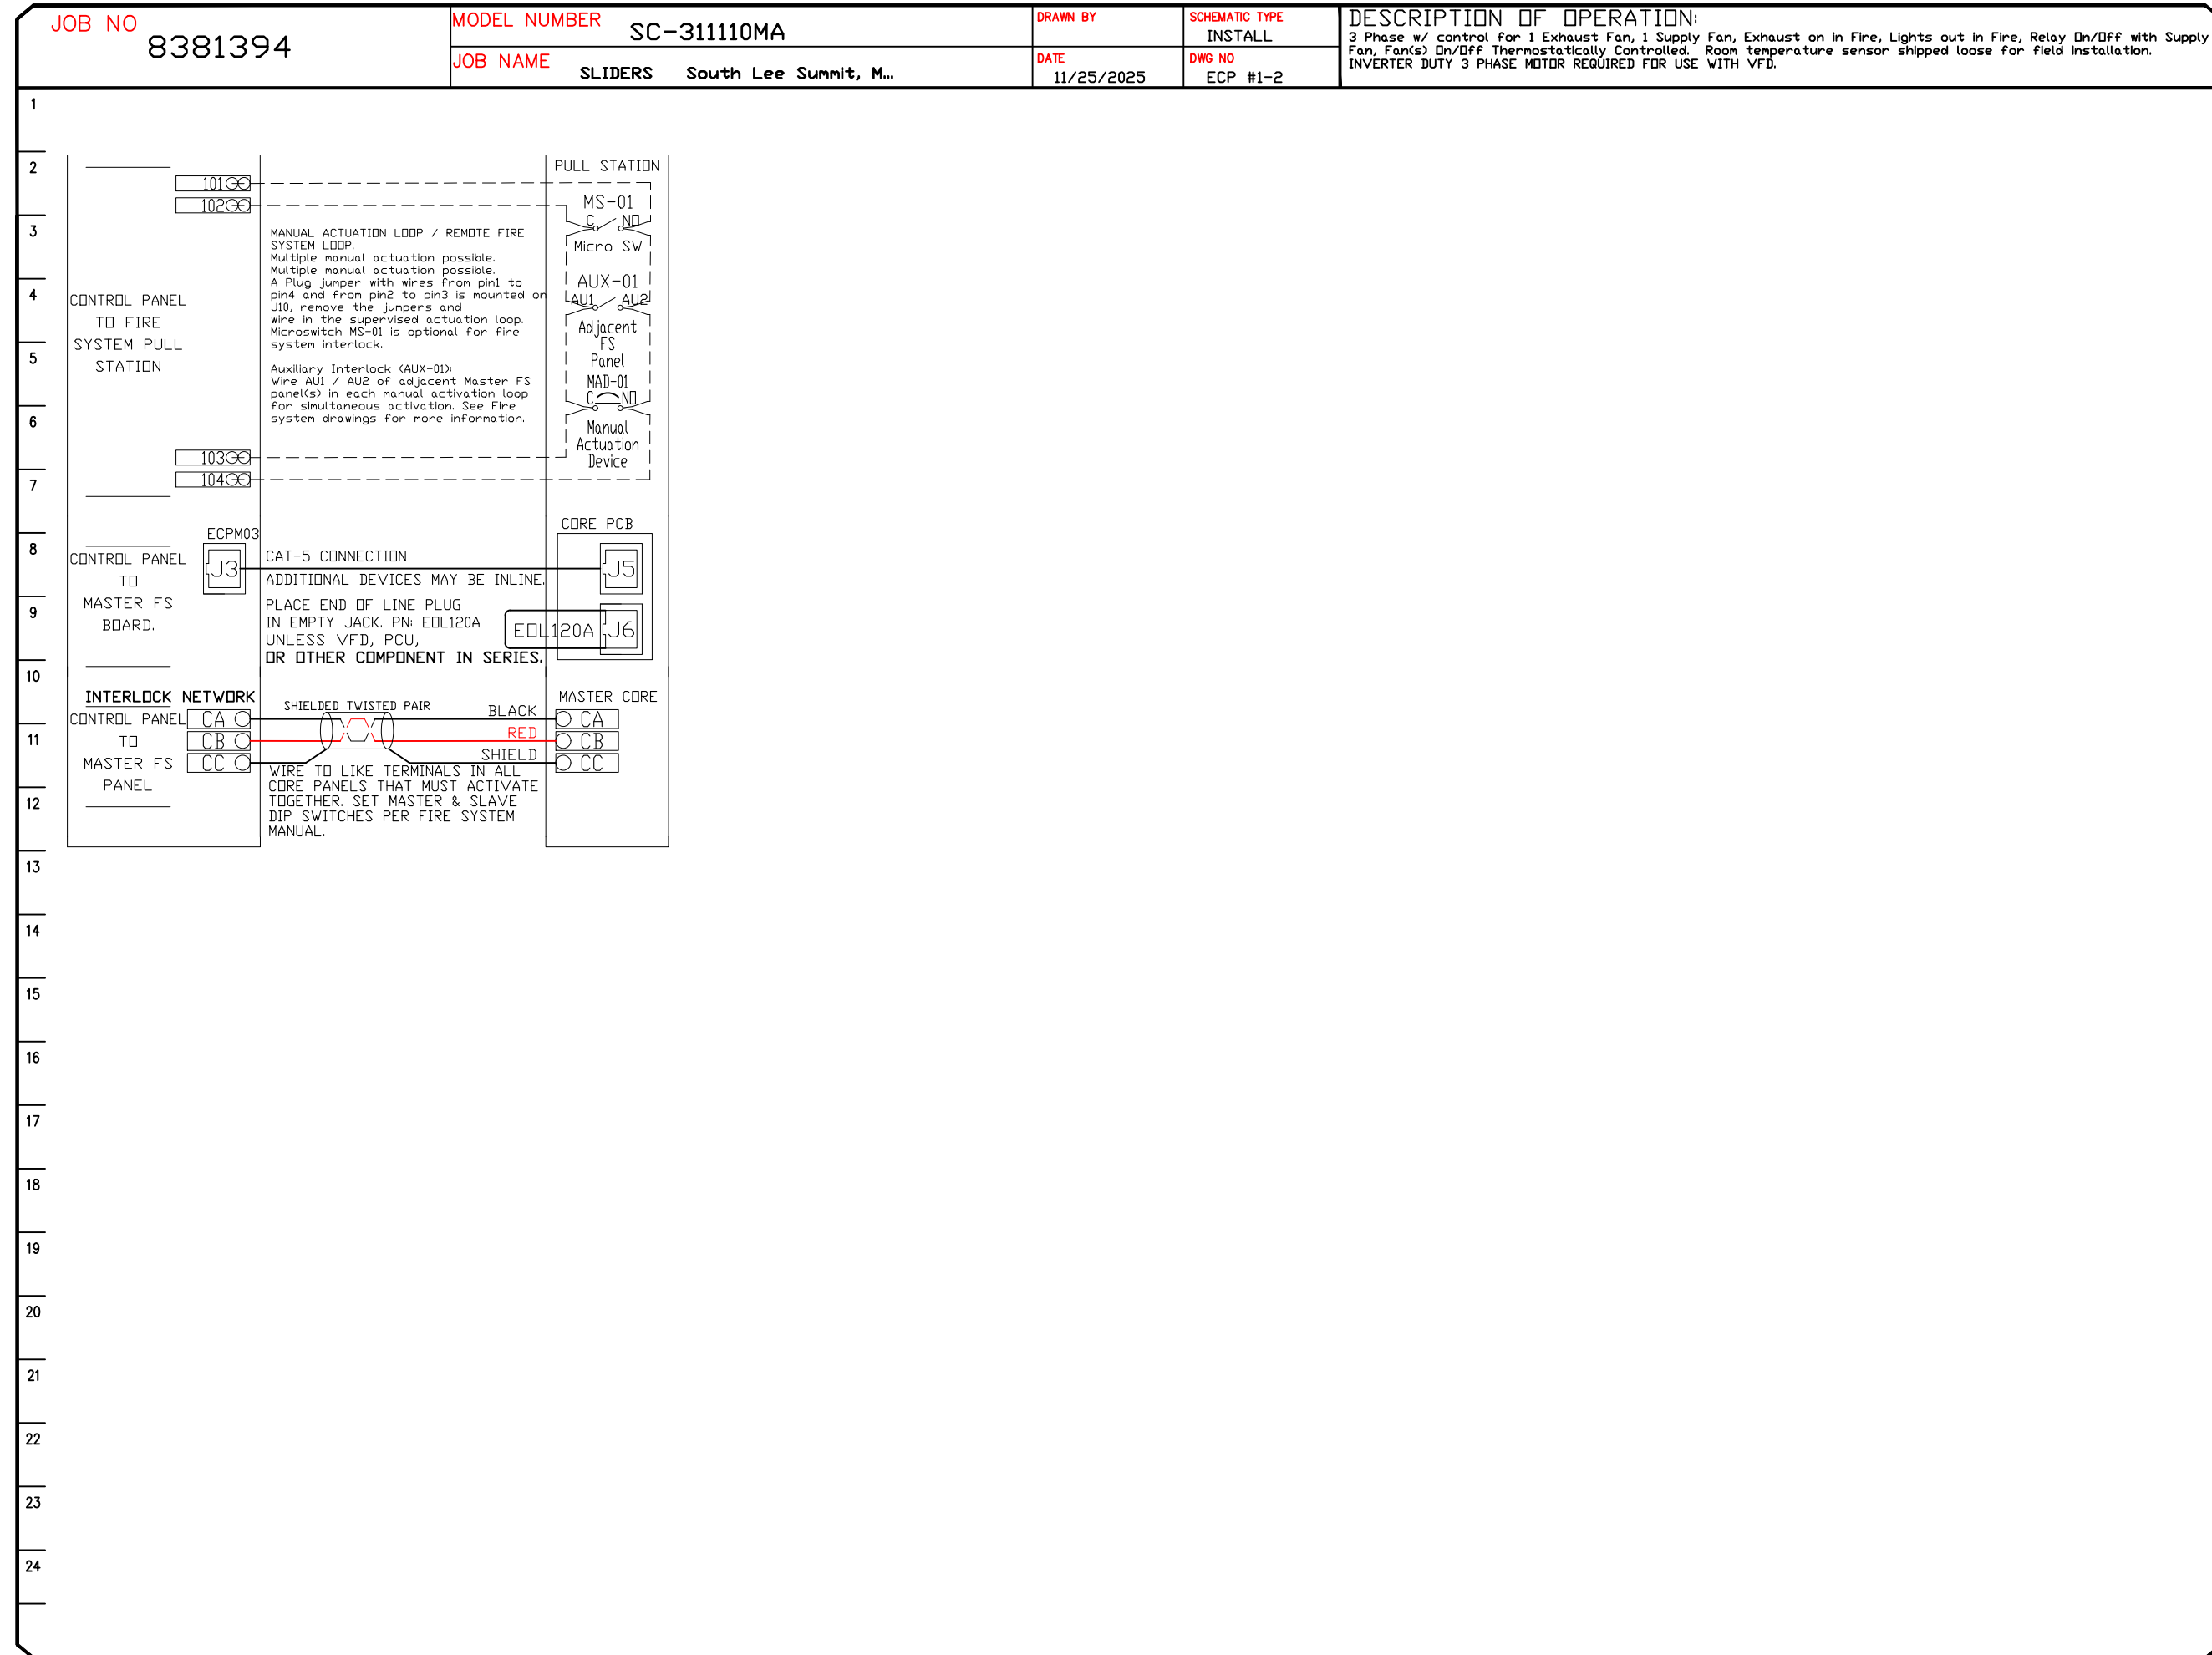 JOB NO
8381394
MODEL NUMBER
SC-311110MA
JOB NAME
SLIDERS South Lee Summit, M...
DRAWN BY
DATE
11/25/2025
SCHEMATIC TYPE
INSTALL
DWG NO
ECP #1-2
DESCRIPTION OF OPERATION:
3 Phase w/ control for 1 Exhaust Fan, 1 Supply Fan, Exhaust on in Fire, Lights out in Fire, Relay On/Off with Supply
Fan, Fan(s) On/Off Thermostatically Controlled. Room temperature sensor shipped loose for field installation.
INVERTER DUTY 3 PHASE MOTOR REQUIRED FOR USE WITH VFD.
1
2
3
4
5
6
7
8
9
10
11
12
13
14
15
16
17
18
19
20
21
22
23
24
CONTROL PANEL
TO FIRE
SYSTEM PULL
STATION
101
102
103
104
MANUAL ACTUATION LOOP / REMOTE FIRE
SYSTEM LOOP.
Multiple manual actuation possible.
Multiple manual actuation possible.
A Plug jumper with wires from pin1 to
pin4 and from pin2 to pin3 is mounted on
J10, remove the jumpers and
wire in the supervised actuation loop.
Microswitch MS-01 is optional for fire
system interlock.
Auxiliary Interlock (AUX-01):
Wire AU1 / AU2 of adjacent Master FS
panel(s) in each manual activation loop
for simultaneous activation. See Fire
system drawings for more information.
PULL STATION
MS-01
C NO
Micro SW
AUX-01
AU1 AU2
Adjacent
FS
Panel
MAD-01
C NO
Manual
Actuation
Device
CONTROL PANEL
TO
MASTER FS
BOARD.
ECPM03
J3
CAT-5 CONNECTION
ADDITIONAL DEVICES MAY BE INLINE.
PLACE END OF LINE PLUG
IN EMPTY JACK. PN: EOL120A
UNLESS VFD, PCU,
OR OTHER COMPONENT IN SERIES.
CORE PCB
J5
EOL120A J6
INTERLOCK NETWORK
CONTROL PANEL
TO
MASTER FS
PANEL
CA
CB
CC
SHIELDED TWISTED PAIR
BLACK
RED
SHIELD
WIRE TO LIKE TERMINALS IN ALL
CORE PANELS THAT MUST ACTIVATE
TOGETHER. SET MASTER & SLAVE
DIP SWITCHES PER FIRE SYSTEM
MANUAL.
MASTER CORE
CA
CB
CC